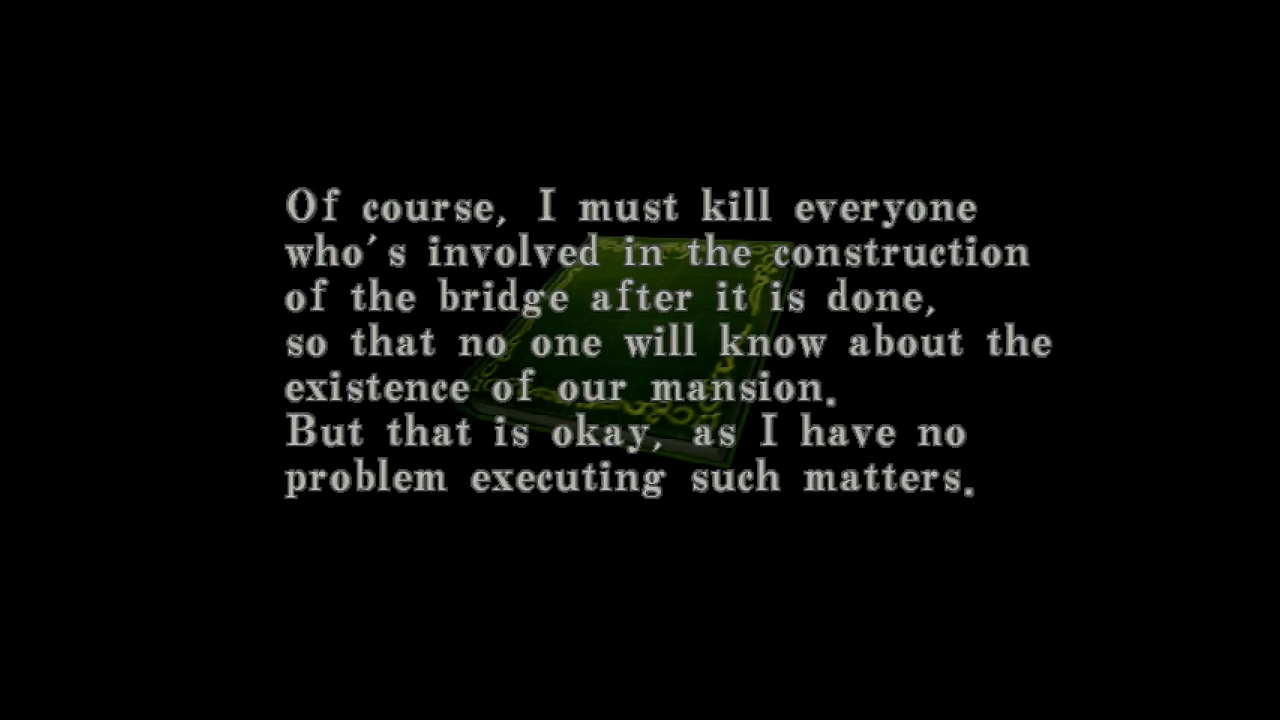 Of course, I must kill everyone
who's involved in the construction
of the bridge after it is done,
so that no one will know about the
existence of our mansion.
But that is okay, as I have no
problem executing such matters.